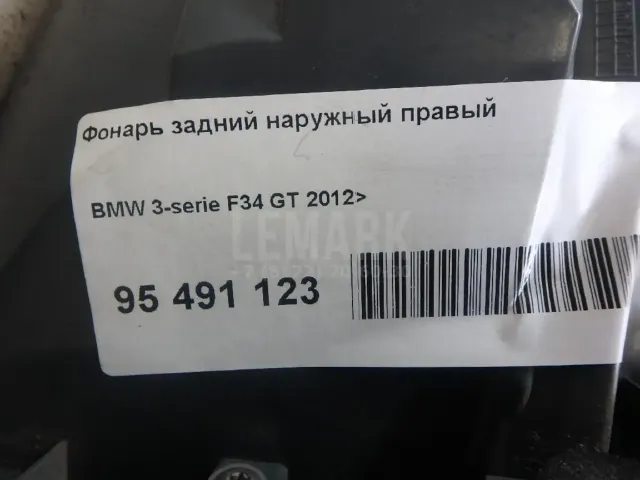 Фонарь задний наружный правый
BMW 3-serie F34 GT 2012>
LEMARK
95 491 123